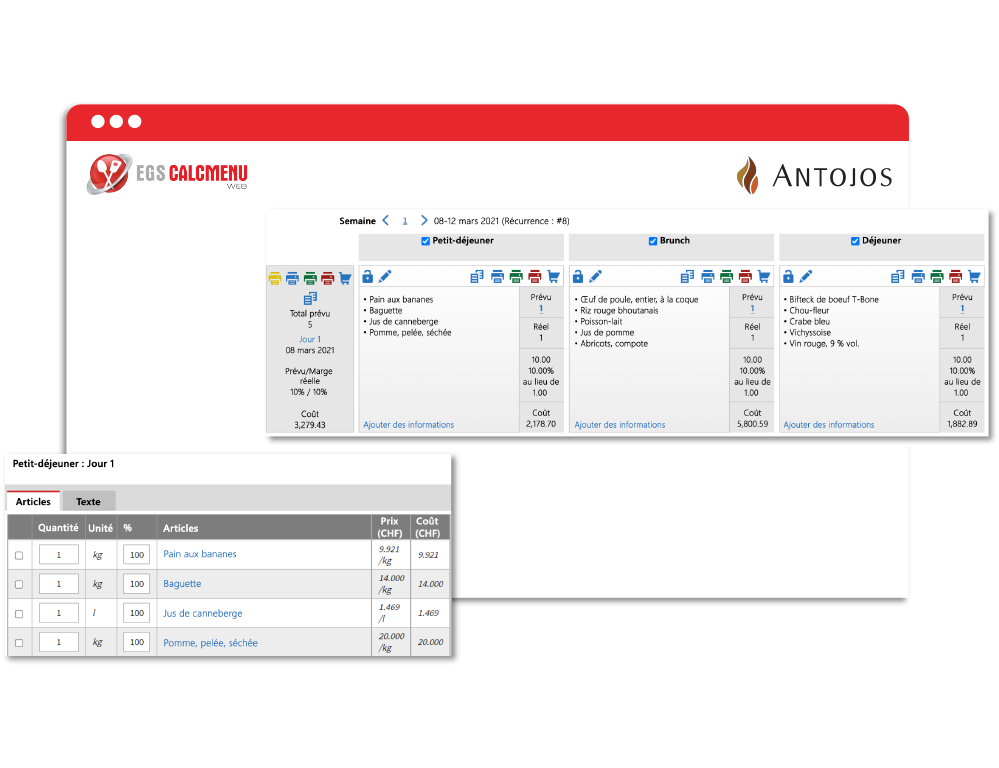 EGS CALCMENU
WEB
ANTOJOS
Semaine 1 08-12 mars 2021 (Récurrence : #8)
Petit-déjeuner
Brunch
Déjeuner
Total prévu
5
Jour 1
08 mars 2021
Prévu/Marge
réelle
10% / 10%
Coût
3,279.43
• Pain aux bananes
• Baguette
• Jus de canneberge
• Pomme, pelée, séchée
Ajouter des informations
Prévu
1
Réel
1
10.00
10.00%
au lieu de
1.00
Coût
2,178.70
• Œuf de poule, entier, à la coque
• Riz rouge bhoutanais
• Poisson-lait
• Jus de pomme
• Abricots, compote
Ajouter des informations
Prévu
1
Réel
1
10.00
10.00%
au lieu de
1.00
Coût
5,800.59
• Bifteck de boeuf T-Bone
• Chou-fleur
• Crabe bleu
• Vichyssoise
• Vin rouge, 9 % vol.
Ajouter des informations
Prévu
1
Réel
1
10.00
10.00%
au lieu de
1.00
Coût
1,882.89
Petit-déjeuner : Jour 1
Articles Texte
Quantité Unité % Articles Prix (CHF) Coût (CHF)
1 kg 100 Pain aux bananes 9.921 /kg 9.921
1 kg 100 Baguette 14.000 /kg 14.000
1 l 100 Jus de canneberge 1.469 /l 1.469
1 kg 100 Pomme, pelée, séchée 20.000 /kg 20.000